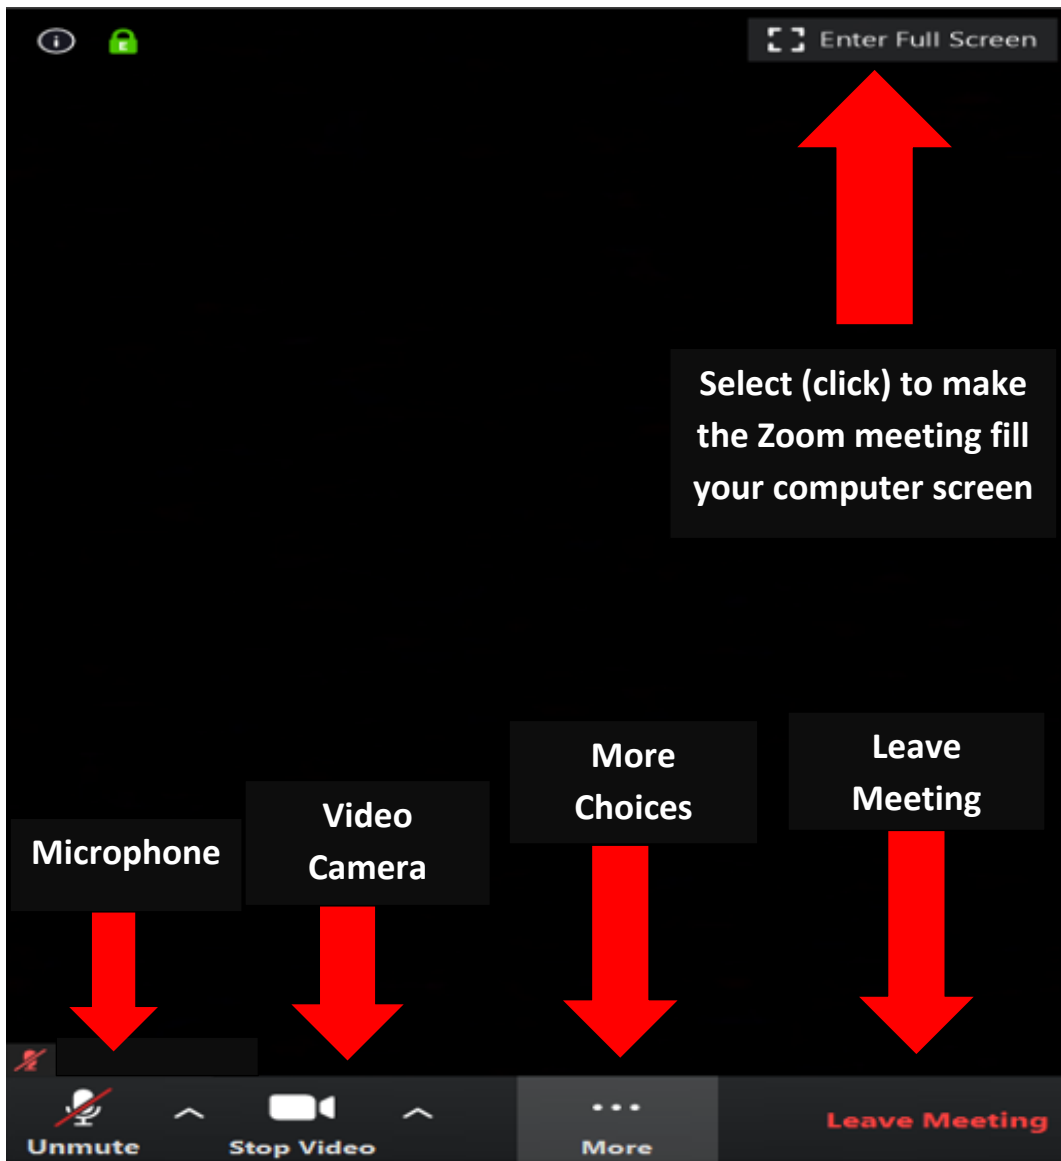 Enter Full Screen
Select (click) to make
the Zoom meeting fill
your computer screen
More
Choices
Leave
Meeting
Video
Camera
Microphone
Unmute
Stop Video
More
Leave Meeting